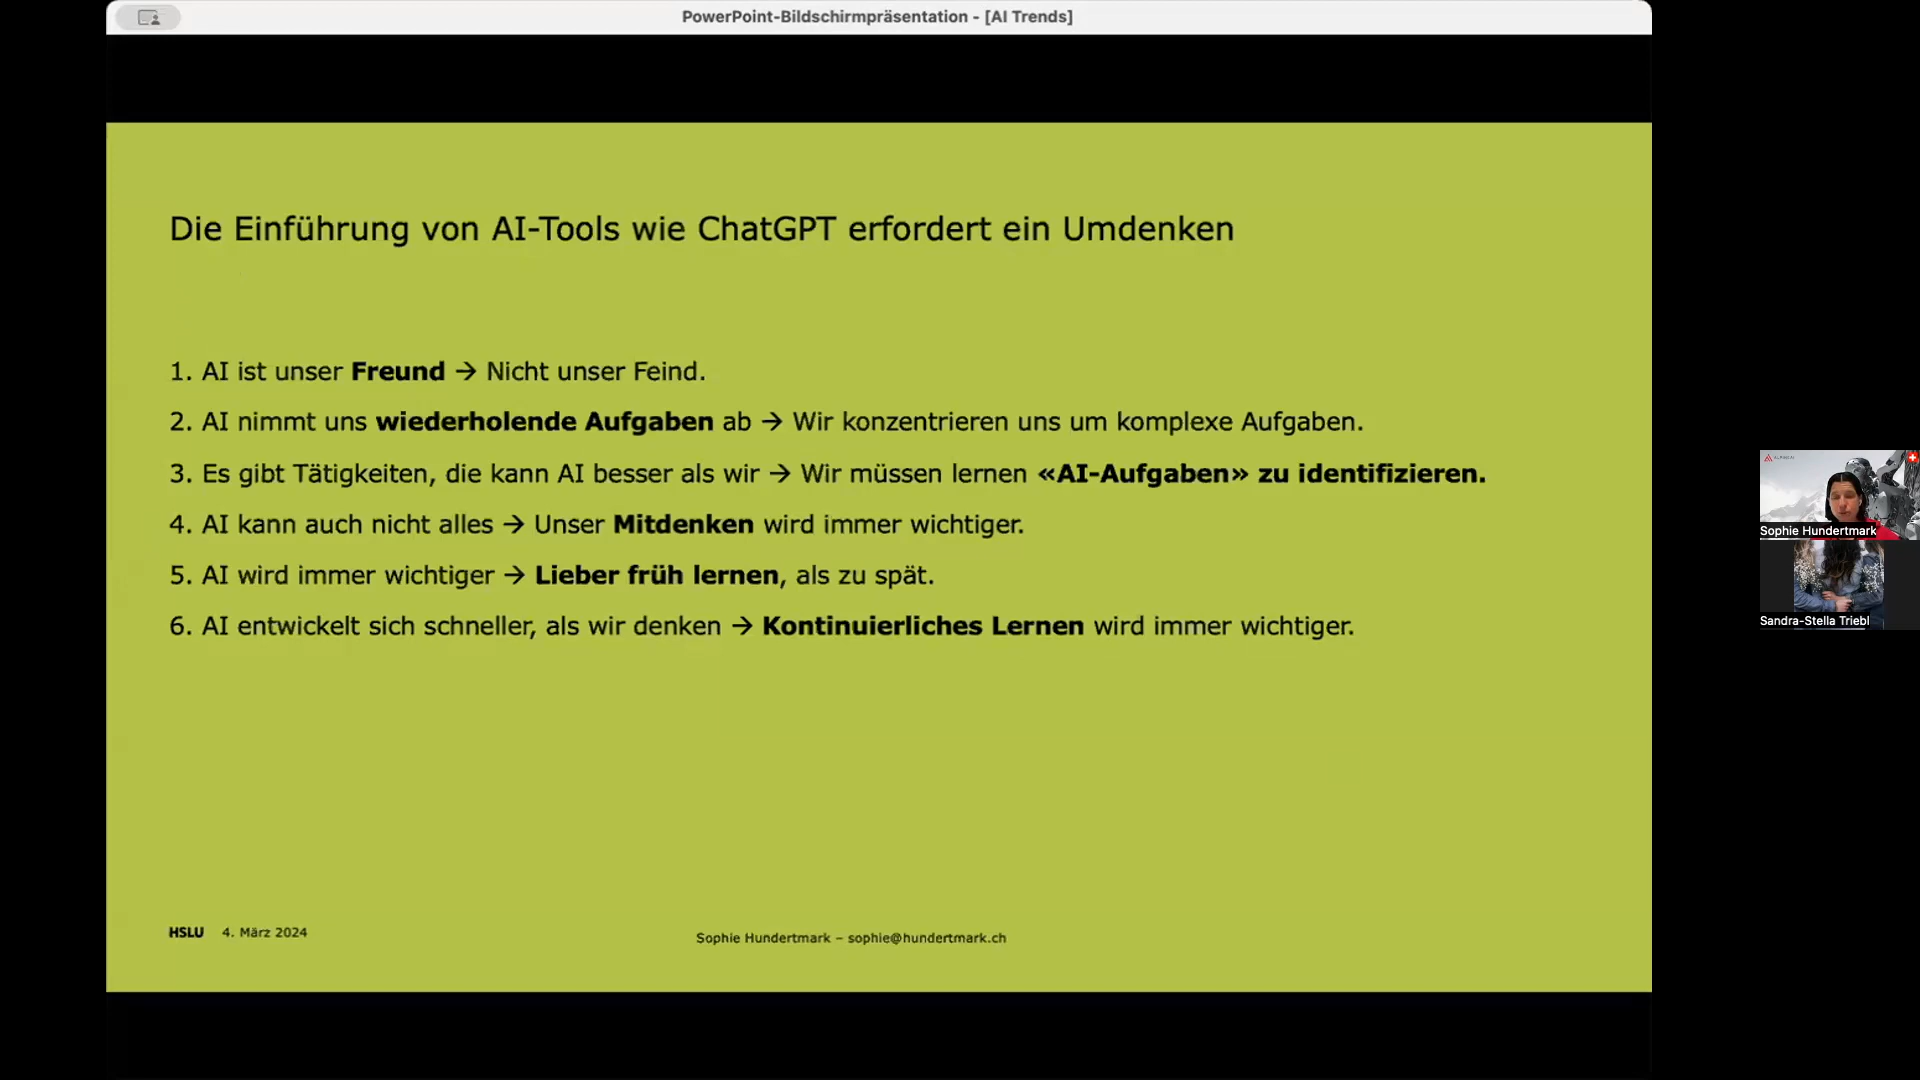 PowerPoint-Bildschirmpräsentation - [AI Trends]
Die Einführung von AI-Tools wie ChatGPT erfordert ein Umdenken
1. AI ist unser Freund → Nicht unser Feind.
2. AI nimmt uns wiederholende Aufgaben ab → Wir konzentrieren uns um komplexe Aufgaben.
3. Es gibt Tätigkeiten, die kann AI besser als wir → Wir müssen lernen «AI-Aufgaben» zu identifizieren.
4. AI kann auch nicht alles → Unser Mitdenken wird immer wichtiger.
5. AI wird immer wichtiger → Lieber früh lernen, als zu spät.
6. AI entwickelt sich schneller, als wir denken → Kontinuierliches Lernen wird immer wichtiger.
HSLU 4. März 2024
Sophie Hundertmark – sophie@hundertmark.ch
Sophie Hundertmark
Sandra-Stella Triebl